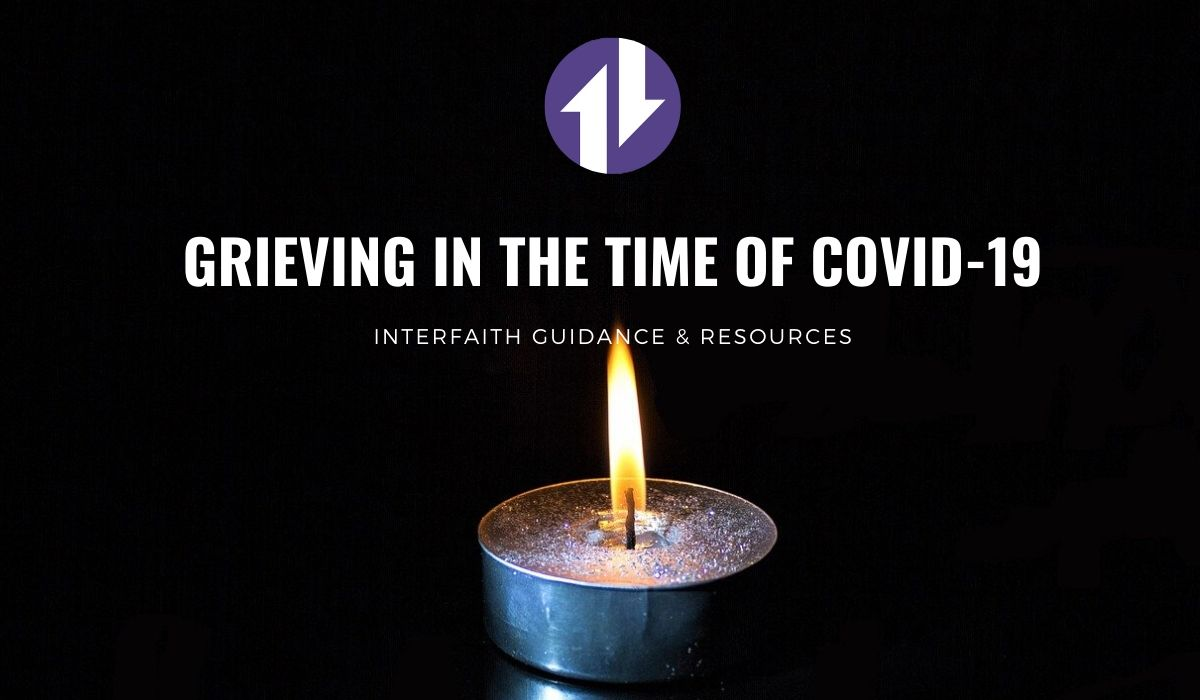 GRIEVING IN THE TIME OF COVID-19
INTERFAITH GUIDANCE & RESOURCES